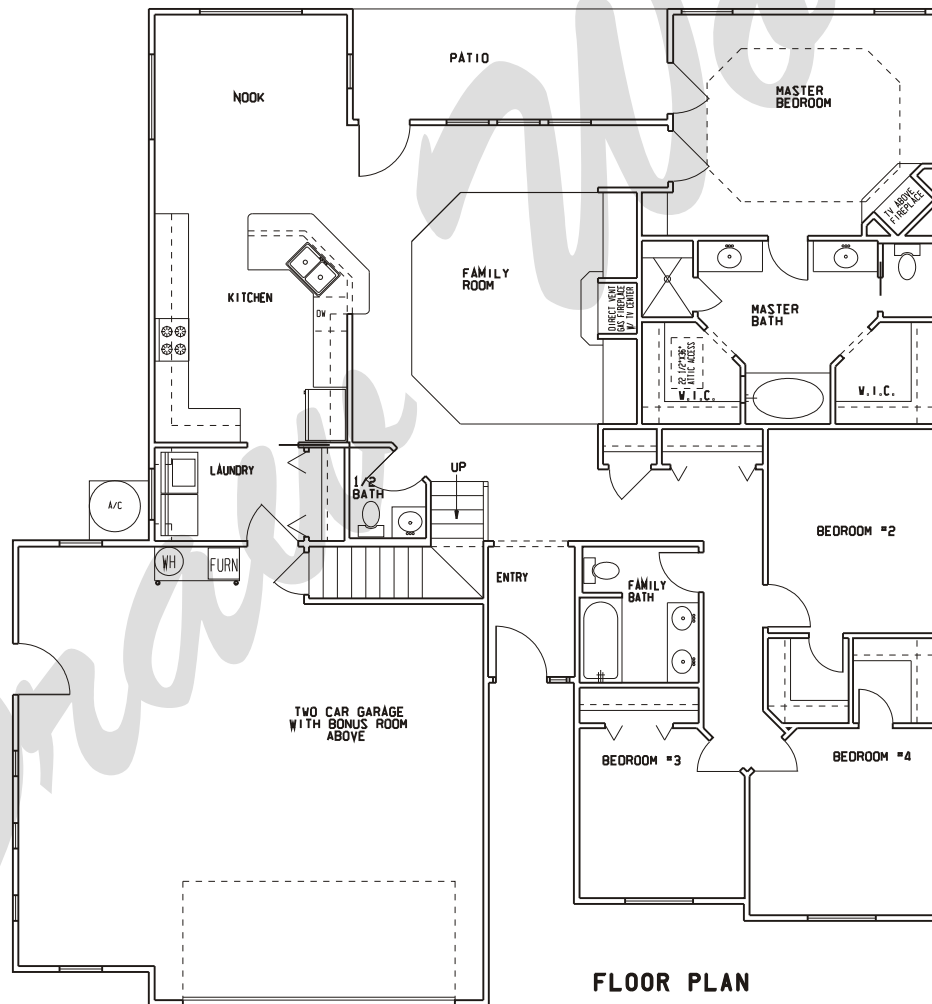 PATIO
NOOK
MASTER
BEDROOM
TV ABOVE
FIREPLACE
FAMILY
ROOM
KITCHEN
DW
DIRECT VENT
GAS FIREPLACE
W/ TV CENTER
MASTER
BATH
22 1/2"X36"
ATTIC ACCESS
W.I.C.
W.I.C.
LAUNDRY
1/2
BATH
UP
A/C
BEDROOM #2
WH
FURN
ENTRY
FAMILY
BATH
TWO CAR GARAGE
WITH BONUS ROOM
ABOVE
BEDROOM #3
BEDROOM #4
FLOOR PLAN